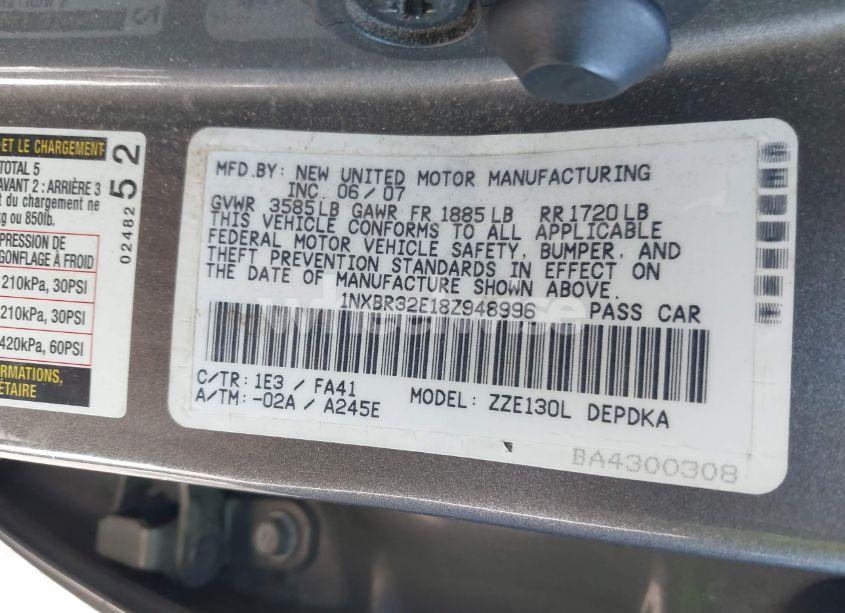 ET LE CHARGEMENT
TOTAL 5
AVANT 2 : ARRIÈRE 3
t du chargement ne
kg ou 850lb.
PRESSION DE
GONFLAGE À FROID
210kPa, 30PSI
210kPa, 30PSI
420kPa, 60PSI
02482 52
MFD.BY: NEW UNITED MOTOR MANUFACTURING
INC. 06/07
GVWR 3585LB GAWR FR 1885LB RR 1720LB
THIS VEHICLE CONFORMS TO ALL APPLICABLE
FEDERAL MOTOR VEHICLE SAFETY, BUMPER, AND
THEFT PREVENTION STANDARDS IN EFFECT ON
THE DATE OF MANUFACTURE SHOWN ABOVE.
1NXBR32E18Z948996 PASS CAR
C/TR: 1E3 / FA41
A/TM: -02A / A245E
MODEL: ZZE130L DEPDKA
BA4300308